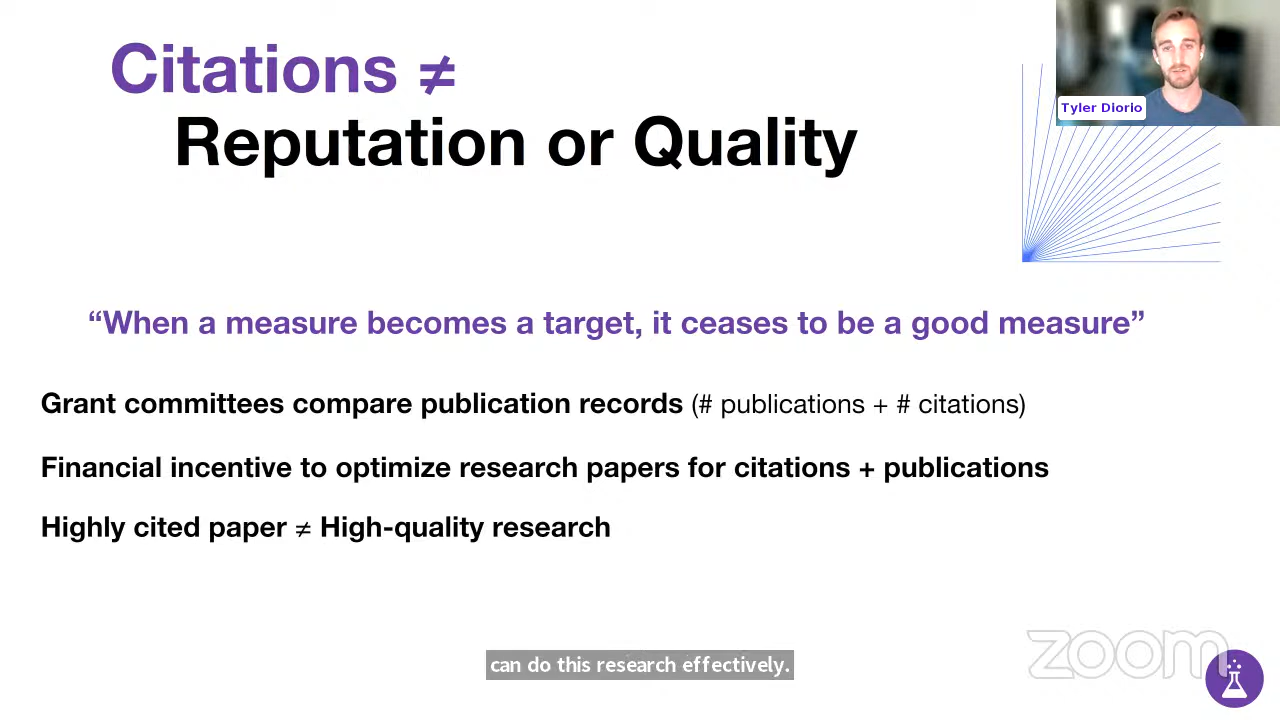 Citations ≠
Reputation or Quality
Tyler Diorio
“When a measure becomes a target, it ceases to be a good measure”
Grant committees compare publication records (# publications + # citations)
Financial incentive to optimize research papers for citations + publications
Highly cited paper ≠ High-quality research
can do this research effectively.
zoom